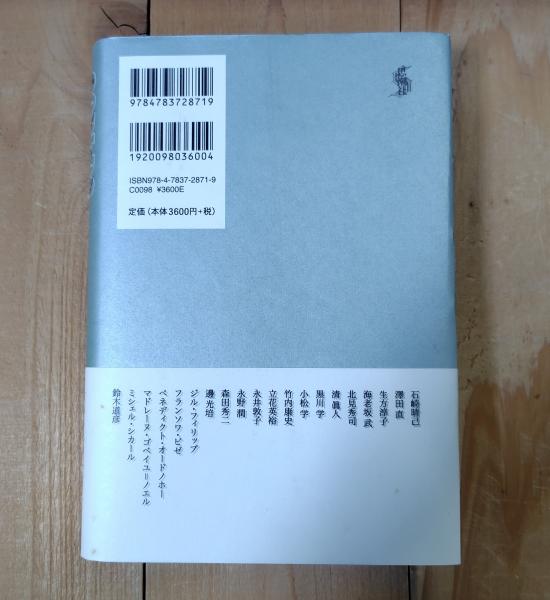 9784783728719
1920098036004
ISBN978-4-7837-2871-9
C0098 ¥3600E
定価(本体3600円+税)
石崎晴己
澤田直
生方淳子
海老坂武
北見秀司
清眞人
黒川学
小松学
竹内康史
立花英裕
永井敦子
永野潤
森田秀二
邊光培
ジル・フィリップ
フランソワ・ビゼ
ベネディクト・オードノホー
マドレーヌ・ゴベイユ=ノエル
ミシェル・シカール
鈴木道彦